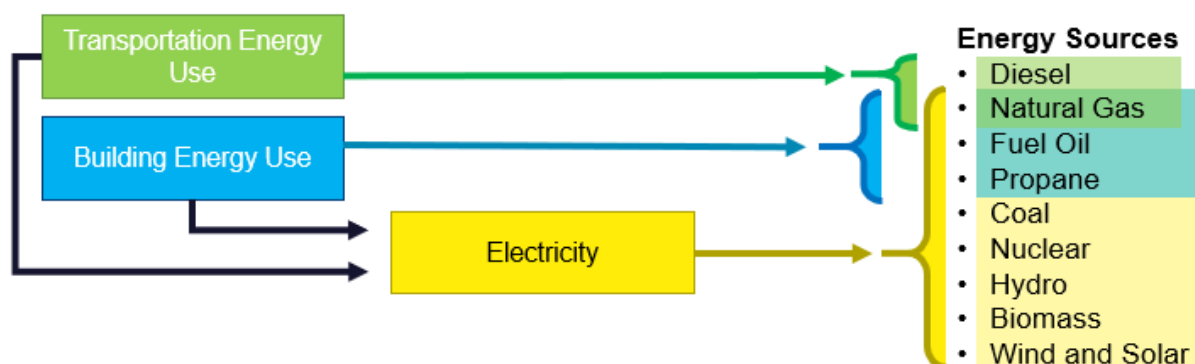 Transportation Energy
Use
Building Energy Use
Electricity
Energy Sources
• Diesel
• Natural Gas
• Fuel Oil
• Propane
• Coal
• Nuclear
• Hydro
• Biomass
• Wind and Solar